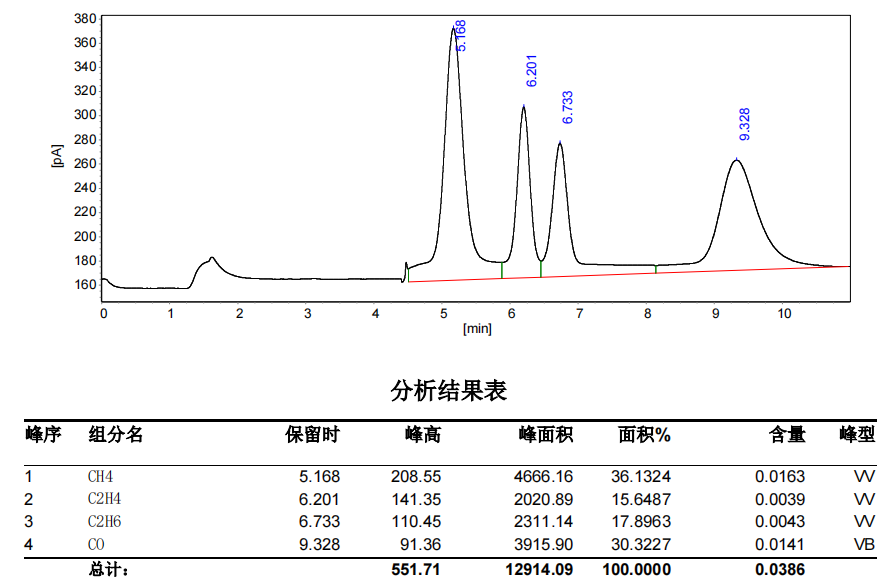 380
360
340
320
300
280
260
240
220
200
180
160
[pA]
5.168
6.201
6.733
9.328
0 1 2 3 4 5 6 7 8 9 10
[min]
分析结果表
峰序 组分名 保留时 峰高 峰面积 面积% 含量 峰型
1 CH4 5.168 208.55 4666.16 36.1324 0.0163 VV
2 C2H4 6.201 141.35 2020.89 15.6487 0.0039 VV
3 C2H6 6.733 110.45 2311.14 17.8963 0.0043 VV
4 CO 9.328 91.36 3915.90 30.3227 0.0141 VB
总计： 551.71 12914.09 100.0000 0.0386